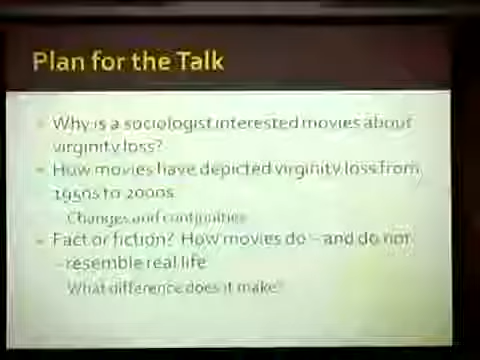 Plan for the Talk
Why is a sociologist interested movies about
virginity loss?
How movies have depicted virginity loss from
1950s to 2000s
Changes and continuities
Fact or fiction? How movies do – and do not
– resemble real life
What difference does it make?